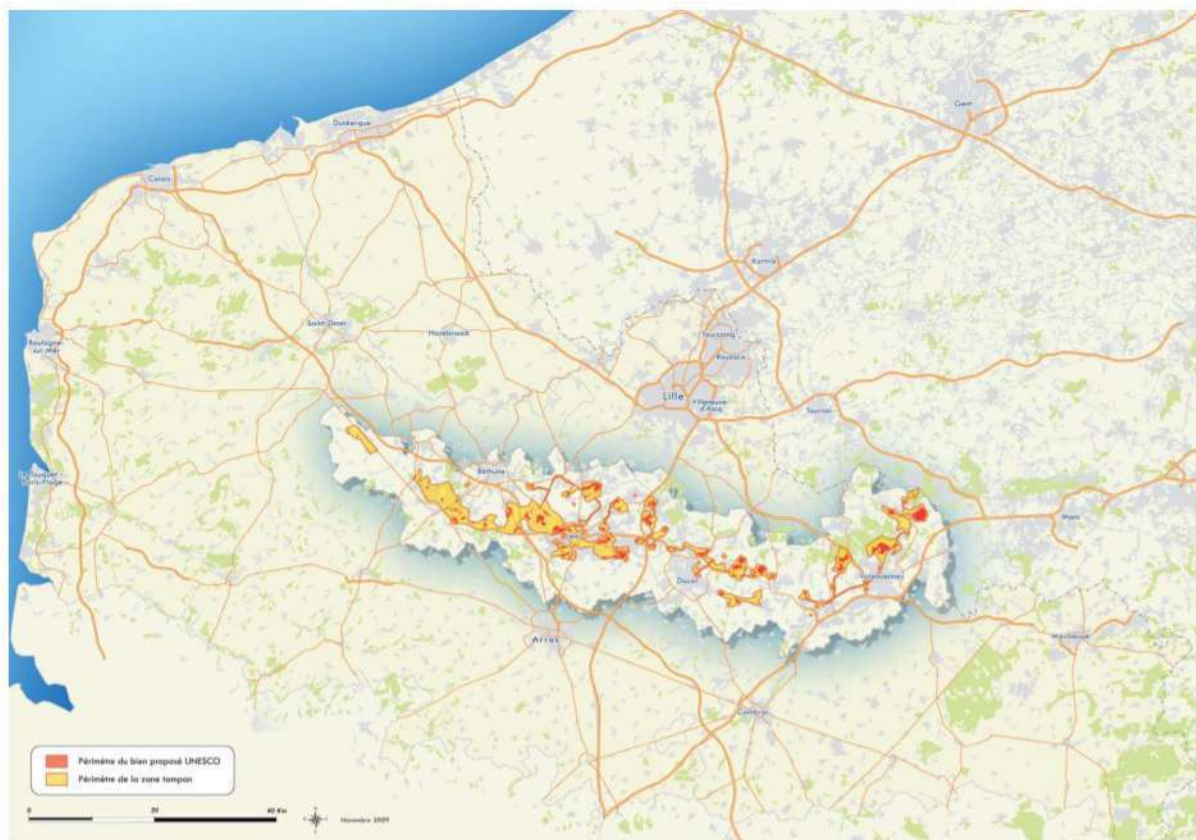 Gent
Dunkerque
Calais
Kortrijk
Saint Omer
Hazebrouck
Tourcoing
Roubaix
Boulogne-
sur-Mer
Lille
Villeneuve
d'Ascq
Tournai
Béthune
Mons
Lens
Douai
Valenciennes
Arras
Maubeuge
Cambrai
Périmètre du bien proposé UNESCO
Périmètre de la zone tampon
0 20 40 Km
Novembre 2009